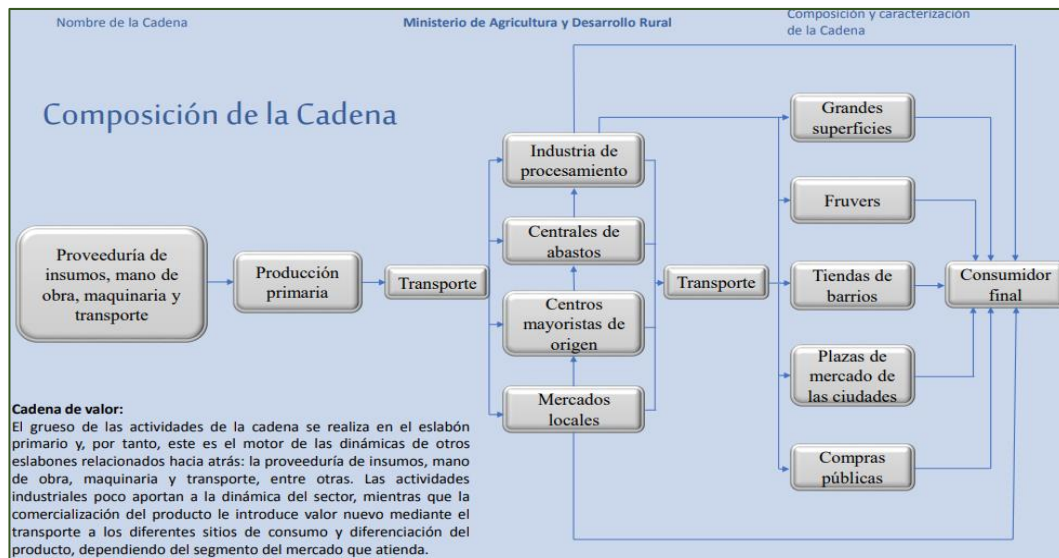 Nombre de la Cadena
Ministerio de Agricultura y Desarrollo Rural
Composición y caracterización
de la Cadena
Composición de la Cadena
Proveeduría de
insumos, mano de
obra, maquinaria y
transporte
Producción
primaria
Transporte
Industria de
procesamiento
Centrales de
abastos
Centros
mayoristas de
origen
Mercados
locales
Transporte
Grandes
superficies
Fruvers
Tiendas de
barrios
Plazas de
mercado de
las ciudades
Compras
públicas
Consumidor
final
Cadena de valor:
El grueso de las actividades de la cadena se realiza en el eslabón
primario y, por tanto, este es el motor de las dinámicas de otros
eslabones relacionados hacia atrás: la proveeduría de insumos, mano
de obra, maquinaria y transporte, entre otras. Las actividades
industriales poco aportan a la dinámica del sector, mientras que la
comercialización del producto le introduce valor nuevo mediante el
transporte a los diferentes sitios de consumo y diferenciación del
producto, dependiendo del segmento del mercado que atienda.